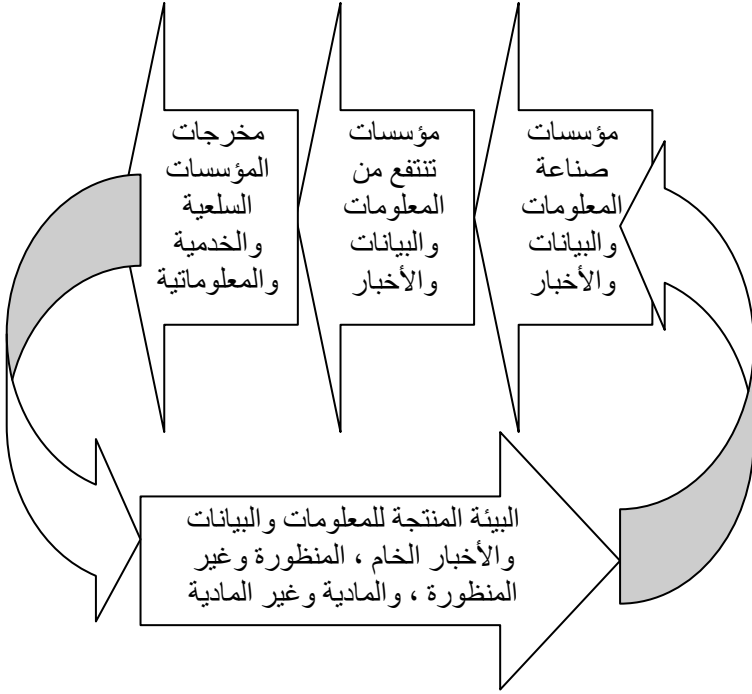 مؤسسات
صناعة
المعلومات
والبيانات
والأخبار
مؤسسات
تنتفع من
المعلومات
والبيانات
والأخبار
مخرجات
المؤسسات
السلعية
والخدمية
والمعلوماتية
البيئة المنتجة للمعلومات والبيانات
والأخبار الخام ، المنظورة وغير
المنظورة ، والمادية وغير المادية